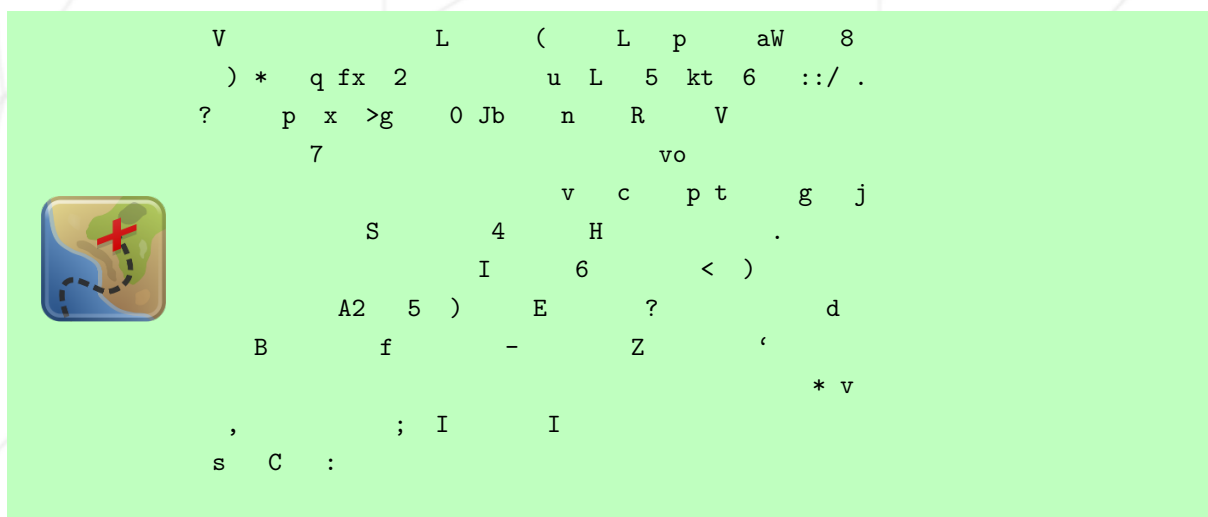 V L ( L p aW 8
) * q fx 2 u L 5 kt 6 ::/ .
? p x >g 0 Jb n R V
7 vo
v c p t g j
S 4 H .
I 6 < )
A2 5 ) E ? d
B f - Z ‘
* v
, ; I I
s C :